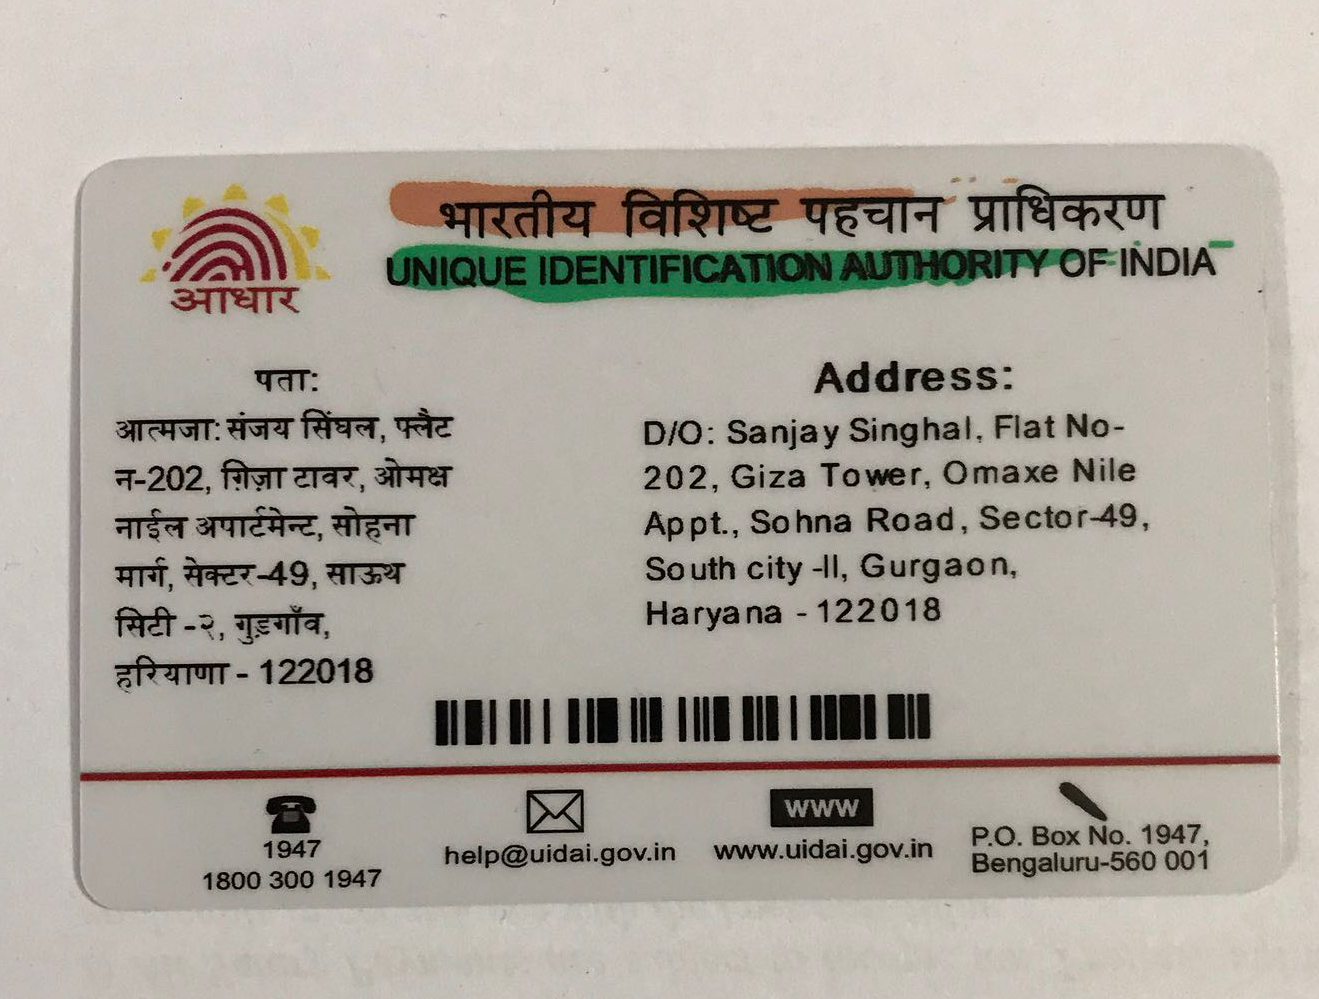 भारतीय विशिष्ट पहचान प्राधिकरण
UNIQUE IDENTIFICATION AUTHORITY OF INDIA
आधार
पता:
आत्मजा: संजय सिंघल, फ्लैट
न-202, ग़िज़ा टावर, ओमक्ष
नाईल अपार्टमेन्ट, सोहना
मार्ग, सेक्टर-49, साऊथ
सिटी -२, गुड़गाँव,
हरियाणा - 122018
Address:
D/O: Sanjay Singhal, Flat No-
202, Giza Tower, Omaxe Nile
Appt., Sohna Road, Sector-49,
South city -II, Gurgaon,
Haryana - 122018
1947
1800 300 1947
help@uidai.gov.in
WWW
www.uidai.gov.in
P.O. Box No. 1947,
Bengaluru-560 001